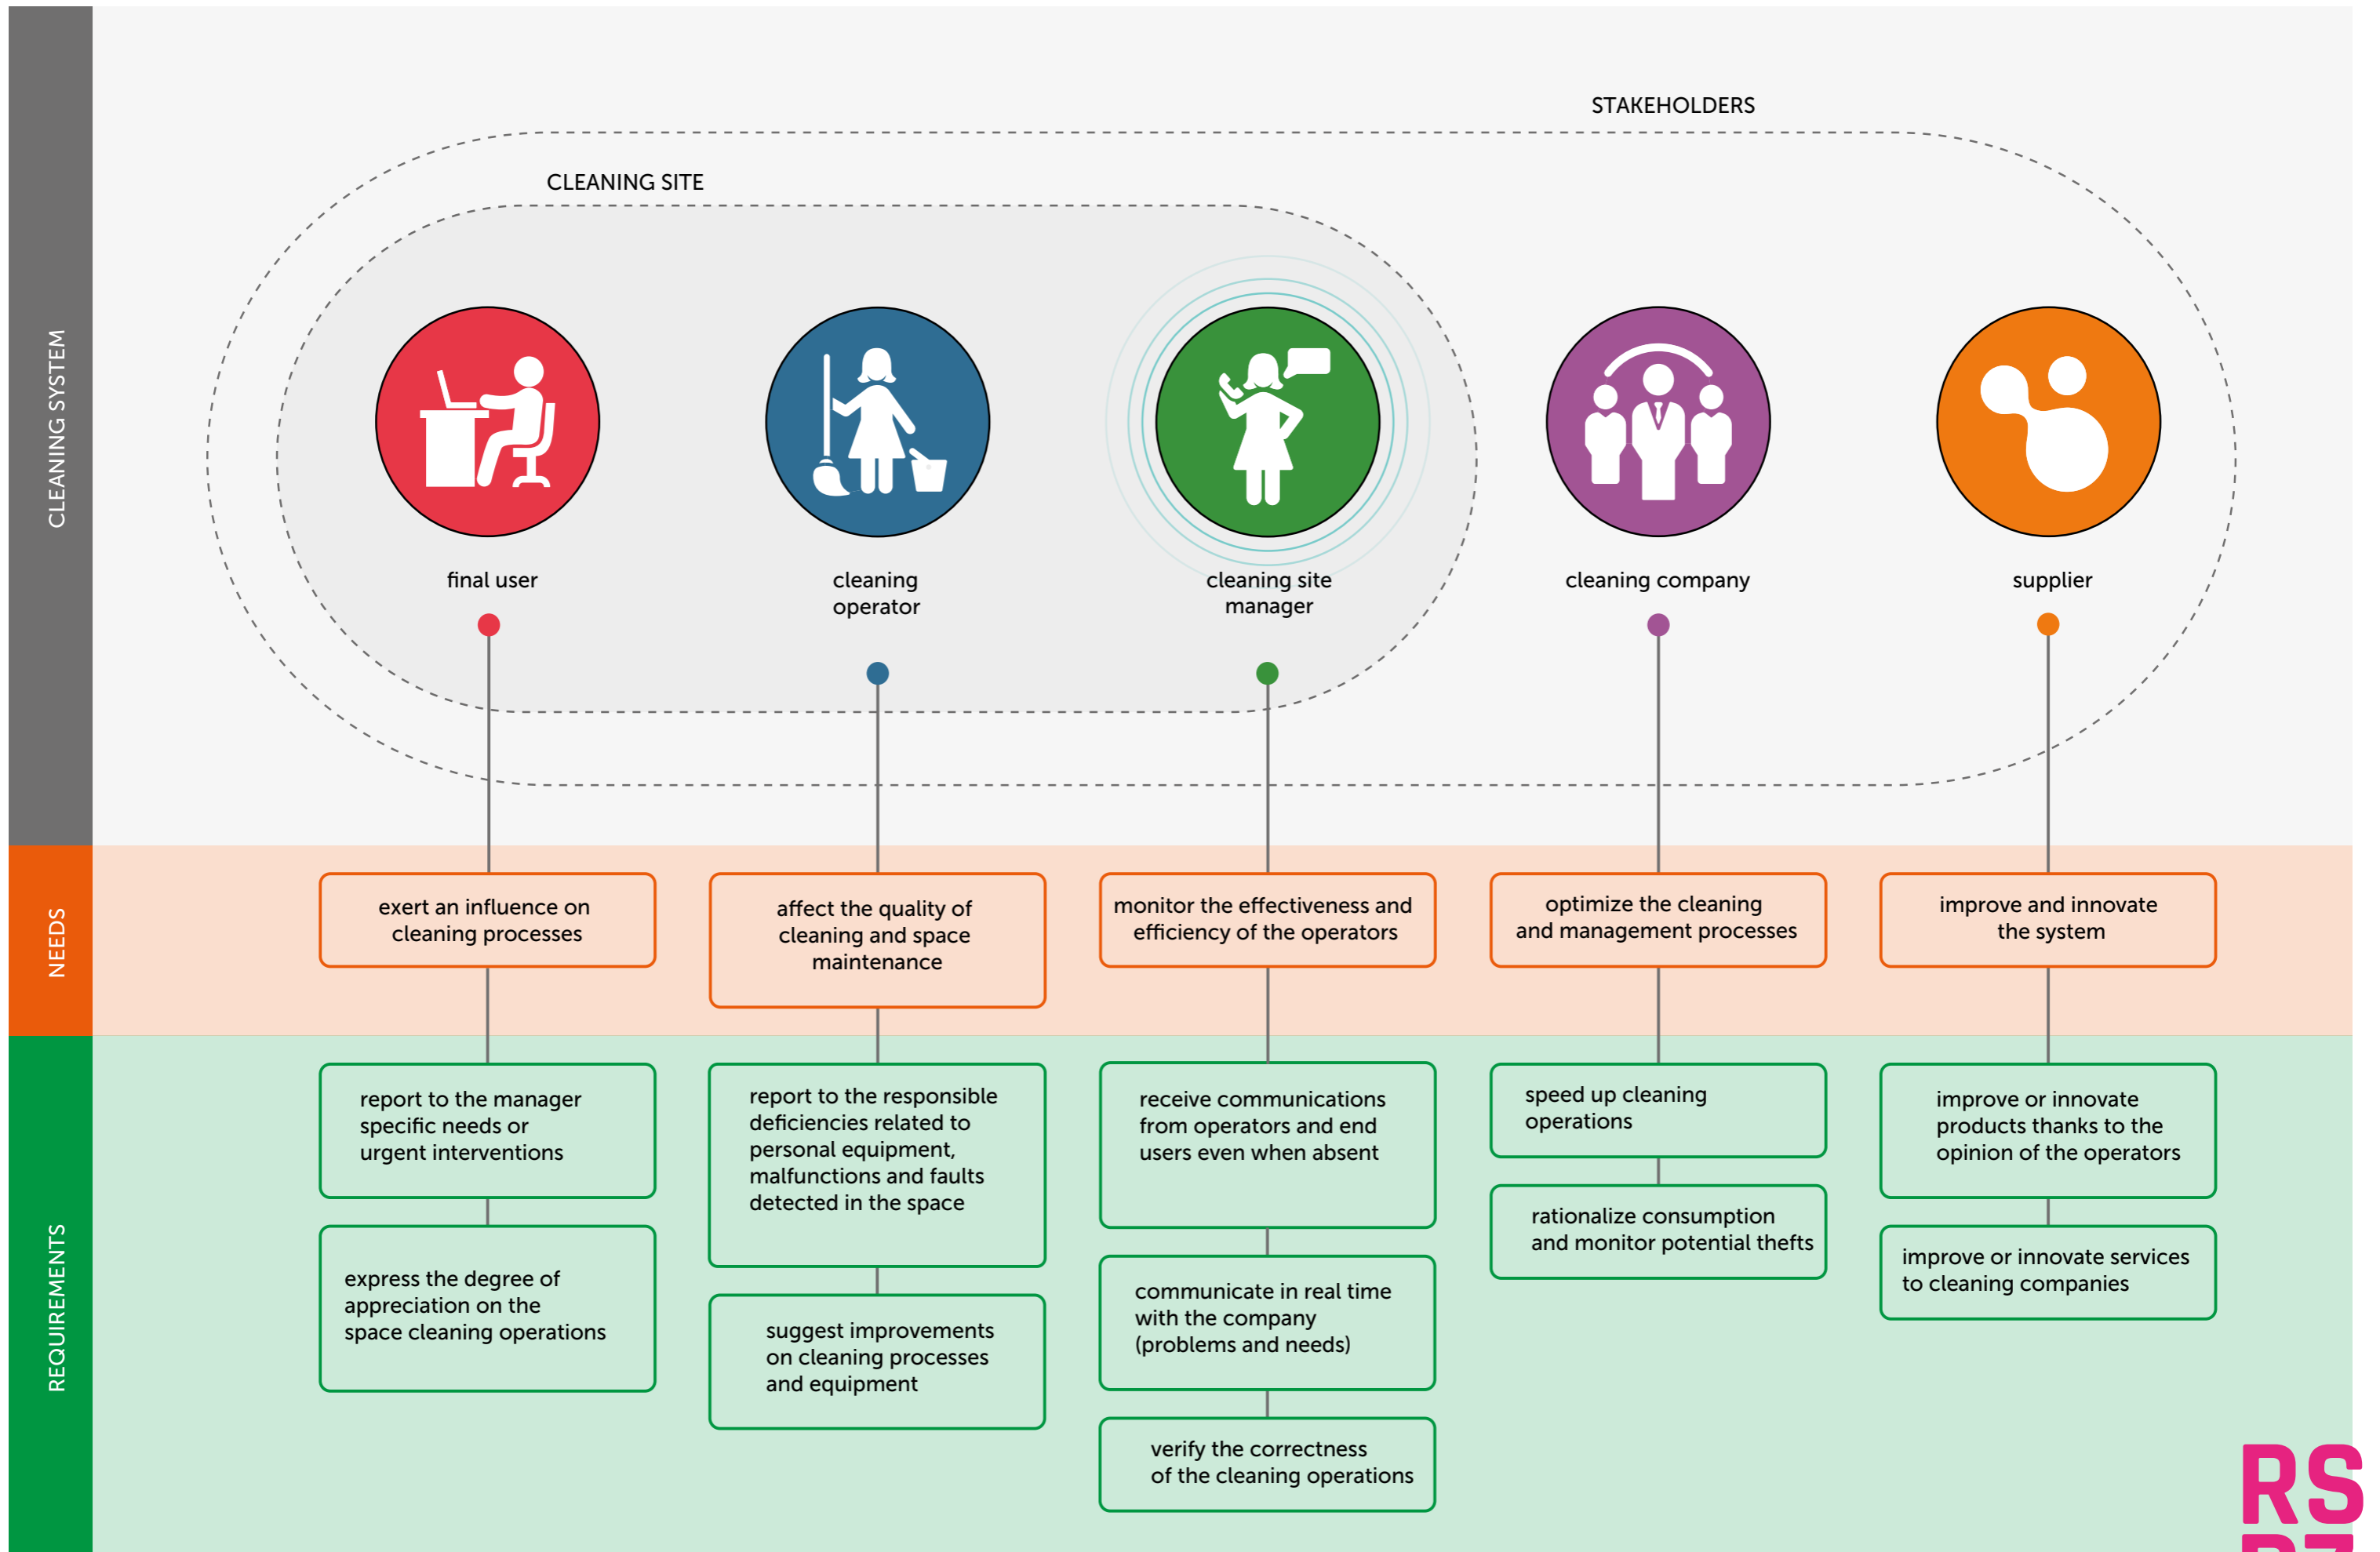 STAKEHOLDERS
CLEANING SITE
CLEANING SYSTEM
final user
cleaning
operator
cleaning site
manager
cleaning company
supplier
NEEDS
exert an influence on
cleaning processes
affect the quality of
cleaning and space
maintenance
monitor the effectiveness and
efficiency of the operators
optimize the cleaning
and management processes
improve and innovate
the system
REQUIREMENTS
report to the manager
specific needs or
urgent interventions
express the degree of
appreciation on the
space cleaning operations
report to the responsible
deficiencies related to
personal equipment,
malfunctions and faults
detected in the space
suggest improvements
on cleaning processes
and equipment
receive communications
from operators and end
users even when absent
communicate in real time
with the company
(problems and needs)
verify the correctness
of the cleaning operations
speed up cleaning
operations
rationalize consumption
and monitor potential thefts
improve or innovate
products thanks to the
opinion of the operators
improve or innovate services
to cleaning companies
RS